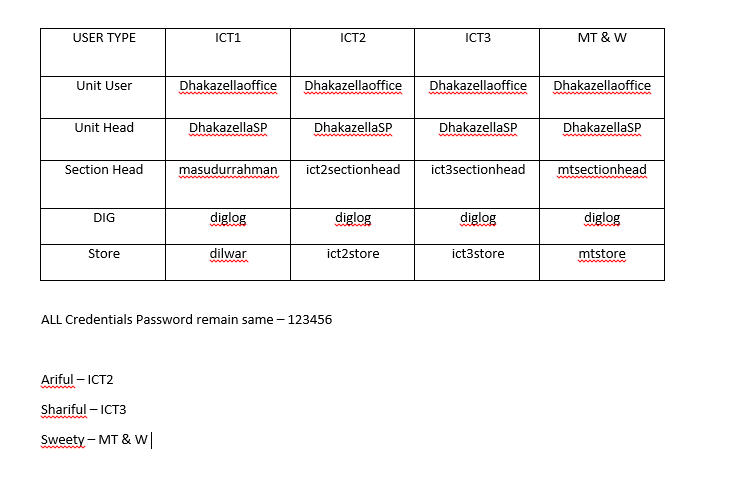 USER TYPE ICT1 ICT2 ICT3 MT & W
Unit User Dhakazellaoffice Dhakazellaoffice Dhakazellaoffice Dhakazellaoffice
Unit Head DhakazellaSP DhakazellaSP DhakazellaSP DhakazellaSP
Section Head masudurrahman ict2sectionhead ict3sectionhead mtsectionhead
DIG diglog diglog diglog diglog
Store dilwar ict2store ict3store mtstore
ALL Credentials Password remain same – 123456
Ariful – ICT2
Shariful – ICT3
Sweety – MT & W